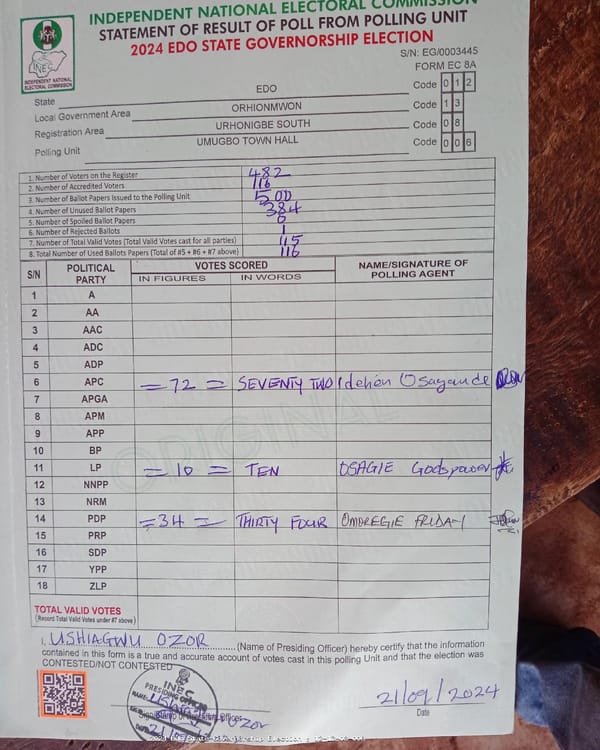 INDEPENDENT NATIONAL ELECTORAL COMMISSION
STATEMENT OF RESULT OF POLL FROM POLLING UNIT
2024 EDO STATE GOVERNORSHIP ELECTION
INEC
INDEPENDENT NATIONAL ELECTORAL COMMISSION
S/N: EG/0003445
FORM EC 8A
State EDO Code 0 1 2
Local Government Area ORHIONMWON Code 1 3
Registration Area URHONIGBE SOUTH Code 0 8
Polling Unit UMUGBO TOWN HALL Code 0 0 6
1. Number of Voters on the Register 482
2. Number of Accredited Voters 116
3. Number of Ballot Papers Issued to the Polling Unit 500
4. Number of Unused Ballot Papers 384
5. Number of Spoiled Ballot Papers 0
6. Number of Rejected Ballots 1
7. Number of Total Valid Votes (Total Valid Votes cast for all parties) 115
8. Total Number of Used Ballots Papers (Total of #5 + #6 + #7 above) 116
S/N POLITICAL PARTY VOTES SCORED NAME/SIGNATURE OF POLLING AGENT
IN FIGURES IN WORDS
1 A
2 AA
3 AAC
4 ADC
5 ADP
6 APC = 72 = SEVENTY TWO Idehen Osayande
7 APGA
8 APM
9 APP
10 BP
11 LP = 10 = TEN OSAGIE Godspower
12 NNPP
13 NRM
14 PDP = 34 = THIRTY FOUR OMOREGIE FRIDAY
15 PRP
16 SDP
17 YPP
18 ZLP
ORIGINAL
TOTAL VALID VOTES
(Record Total Valid Votes under #7 above)
I, USHIAGWU OZOR (Name of Presiding Officer) hereby certify that the information
contained in this form is a true and accurate account of votes cast in this polling Unit and that the election was
CONTESTED/NOT CONTESTED
INEC
PRESIDING OFFICER
NAME:
OZOR
21/09/2024
Date